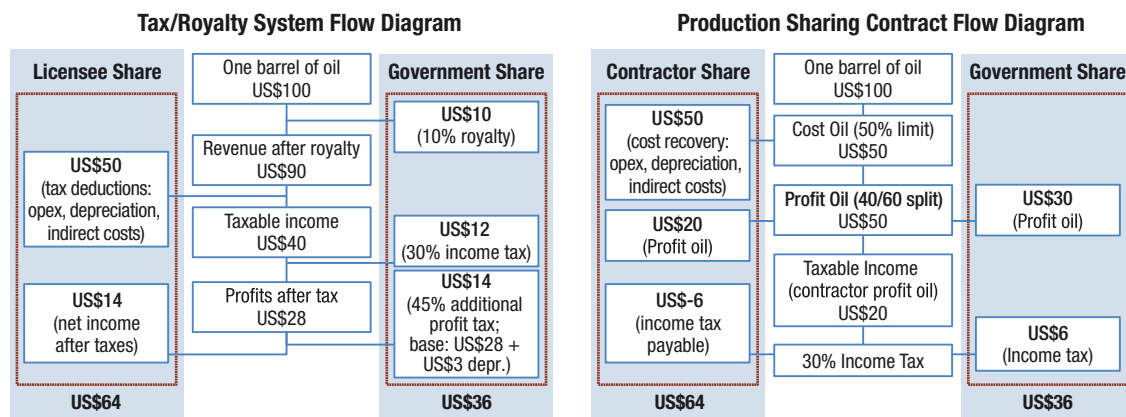 Tax/Royalty System Flow Diagram
Licensee Share
One barrel of oil
US$100
Government Share
US$10
(10% royalty)
Revenue after royalty
US$90
US$50
(tax deductions:
opex, depreciation,
indirect costs)
Taxable income
US$40
US$12
(30% income tax)
Profits after tax
US$28
US$14
(45% additional
profit tax;
base: US$28 +
US$3 depr.)
US$14
(net income
after taxes)
US$64
US$36
Production Sharing Contract Flow Diagram
Contractor Share
One barrel of oil
US$100
Government Share
US$50
(cost recovery:
opex, depreciation,
indirect costs)
Cost Oil (50% limit)
US$50
Profit Oil (40/60 split)
US$50
US$20
(Profit oil)
US$30
(Profit oil)
Taxable Income
(contractor profit oil)
US$20
US$-6
(income tax
payable)
30% Income Tax
US$6
(Income tax)
US$64
US$36